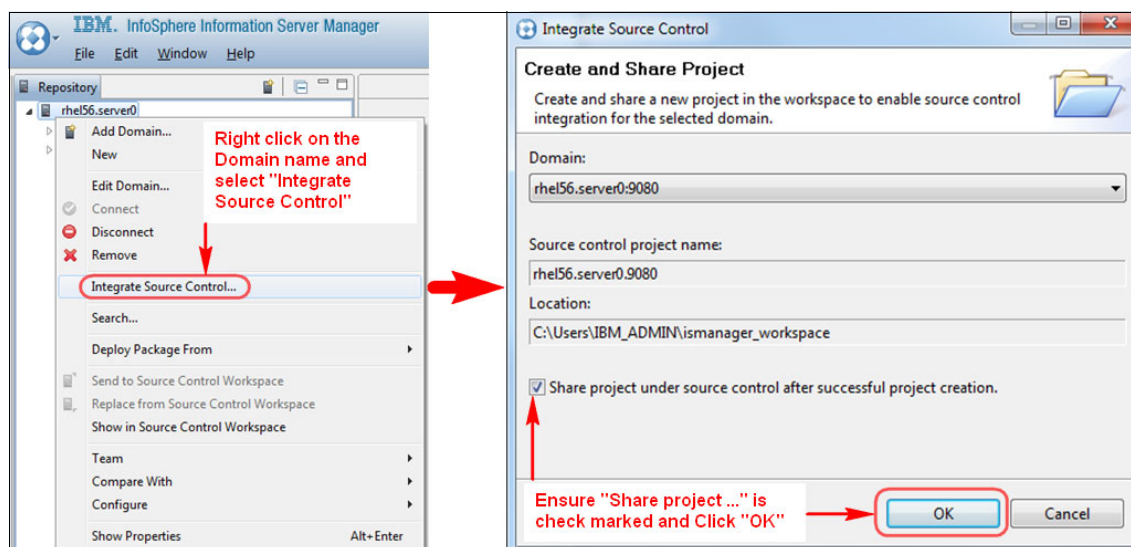 IBM. InfoSphere Information Server Manager
File Edit Window Help
Repository
rhel56.server0
Add Domain...
New
Edit Domain...
Connect
Disconnect
Remove
Integrate Source Control...
Search...
Deploy Package From
Send to Source Control Workspace
Replace from Source Control Workspace
Show in Source Control Workspace
Team
Compare With
Configure
Show Properties Alt+Enter
Right click on the
Domain name and
select "Integrate
Source Control"
Integrate Source Control
Create and Share Project
Create and share a new project in the workspace to enable source control
integration for the selected domain.
Domain:
rhel56.server0:9080
Source control project name:
rhel56.server0.9080
Location:
C:\Users\IBM_ADMIN\ismanager_workspace
Share project under source control after successful project creation.
Ensure "Share project ..." is
check marked and Click "OK"
OK Cancel